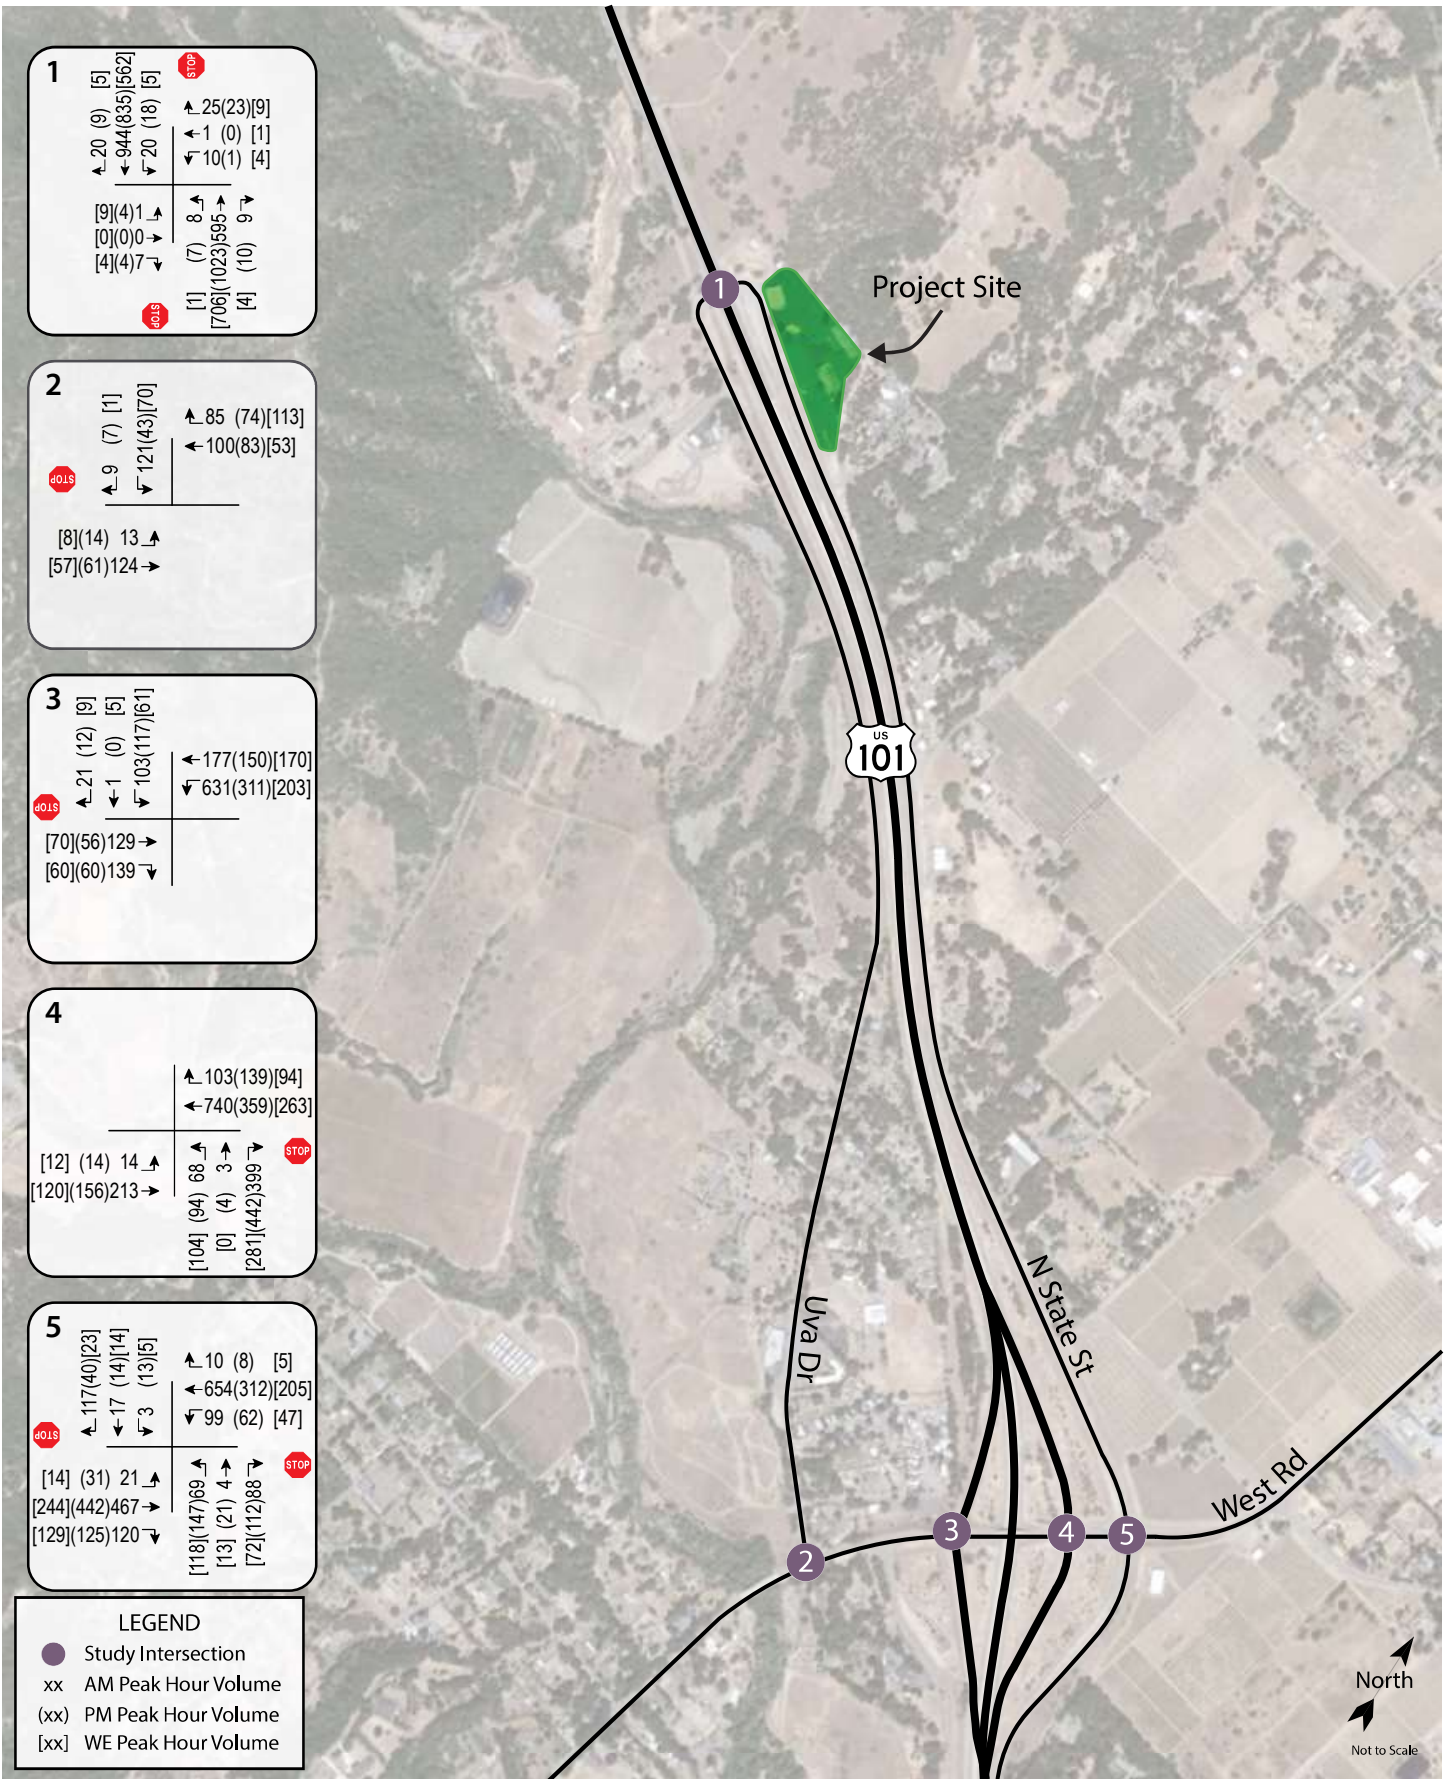 1
20 (9) [5]
944(835)[562]
20 (18) [5]
STOP
25(23)[9]
1 (0) [1]
10(1) [4]
[9](4)1
[0](0)0
[4](4)7
[1] (7) 8
[706](1023)595
[4] (10) 9
STOP
2
9 (7) [1]
121(43)[70]
STOP
85 (74)[113]
100(83)[53]
[8](14) 13
[57](61)124
3
21 (12) [9]
1 (0) [5]
103(117)[61]
STOP
177(150)[170]
631(311)[203]
[70](56)129
[60](60)139
4
103(139)[94]
740(359)[263]
[12] (14) 14
[120](156)213
[104] (94) 68
[0] (4) 3
[281](442)399
STOP
5
117(40)[23]
17 (14)[14]
3 (13)[5]
STOP
10 (8) [5]
654(312)[205]
99 (62) [47]
[14] (31) 21
[244](442)467
[129](125)120
[118](147)69
[13] (21) 4
[72](112)88
STOP
LEGEND
Study Intersection
xx AM Peak Hour Volume
(xx) PM Peak Hour Volume
[xx] WE Peak Hour Volume
1
Project Site
US
101
N State St
Uva Dr
West Rd
2
3
4
5
North
Not to Scale